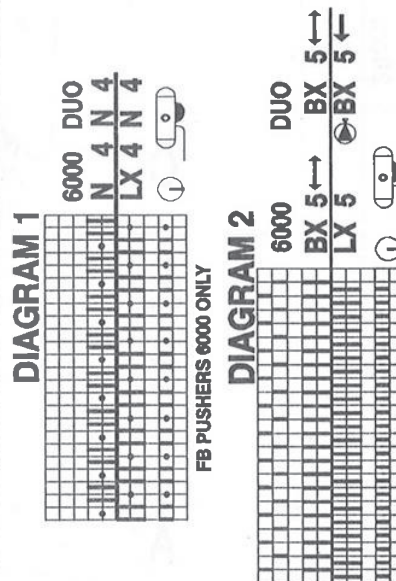 DIAGRAM 1
6000 DUO
N 4 N 4
LX 4 N 4
FB PUSHERS 6000 ONLY
DIAGRAM 2
6000 DUO
BX 5 ↔ BX 5 ↔
LX 5 BX 5 ←